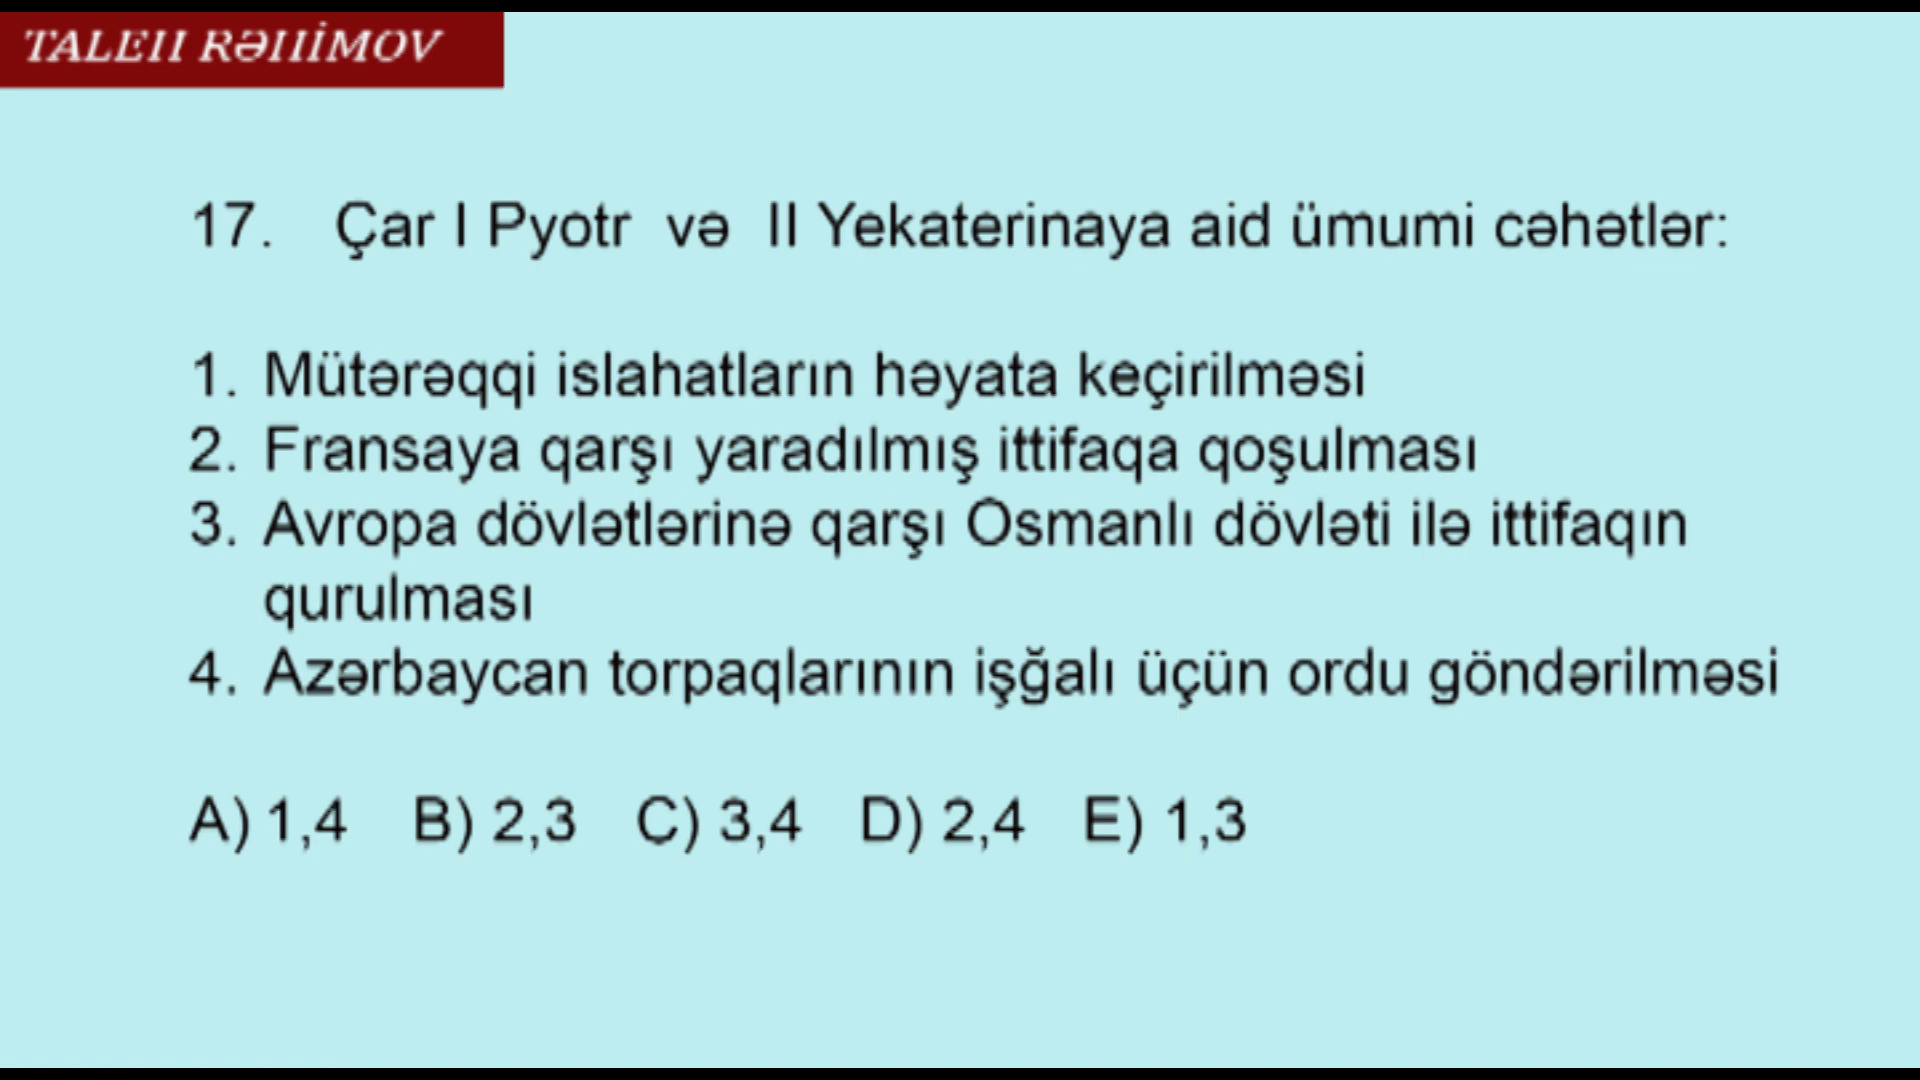 TALEH RƏHİMOV
17. Çar I Pyotr və II Yekaterinaya aid ümumi cəhətlər:
1. Mütərəqqi islahatların həyata keçirilməsi
2. Fransaya qarşı yaradılmış ittifaqa qoşulması
3. Avropa dövlətlərinə qarşı Osmanlı dövləti ilə ittifaqın
qurulması
4. Azərbaycan torpaqlarının işğalı üçün ordu göndərilməsi
A) 1,4 B) 2,3 C) 3,4 D) 2,4 E) 1,3